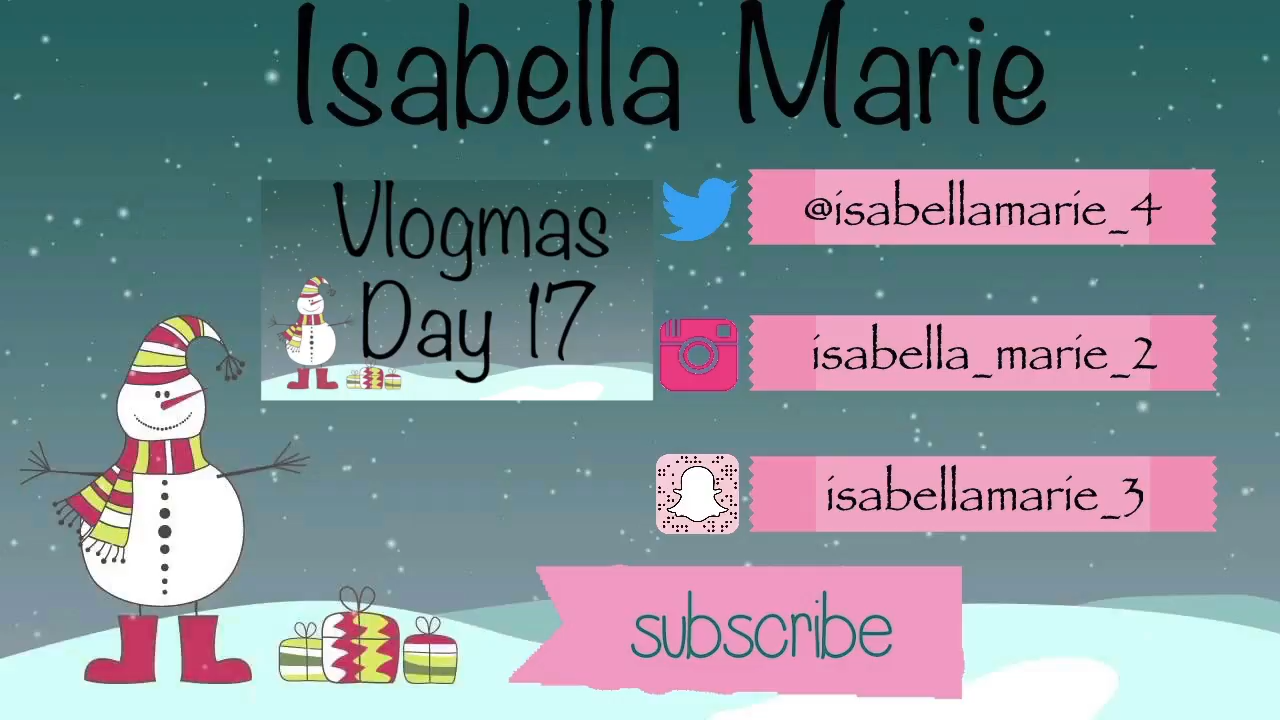 Isabella Marie
Vlogmas
Day 17
@isabellamarie_4
isabella_marie_2
isabellamarie_3
subscribe